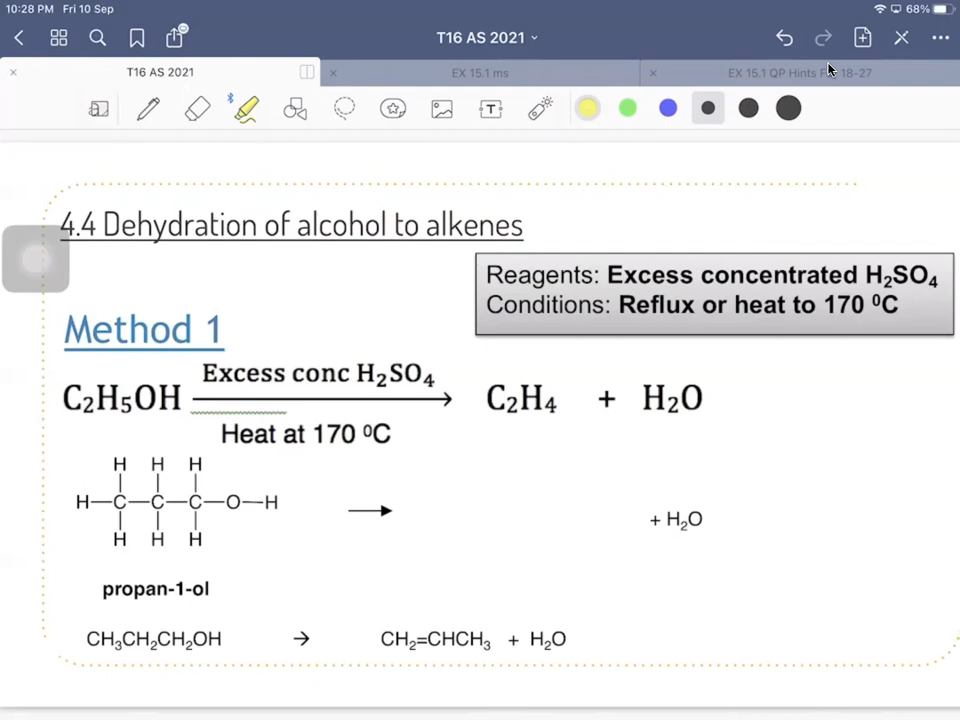 10:28 PM Fri 10 Sep
68%
T16 AS 2021
T16 AS 2021
EX 15.1 ms
EX 15.1 QP Hints F 18-27
T
4.4 Dehydration of alcohol to alkenes
Reagents: Excess concentrated H₂SO₄
Conditions: Reflux or heat to 170 ⁰C
Method 1
Excess conc H₂SO₄
C₂H₅OH → C₂H₄ + H₂O
Heat at 170 ⁰C
H H H
H—C—C—C—O—H
H H H
+ H₂O
propan-1-ol
CH₃CH₂CH₂OH → CH₂=CHCH₃ + H₂O